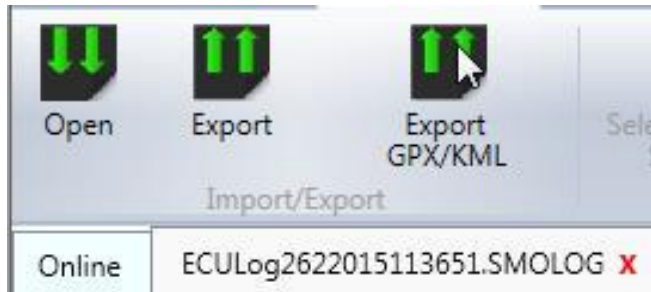 Open
Export
Export
GPX/KML
Import/Export
Online
ECULog2622015113651.SMOLOG x